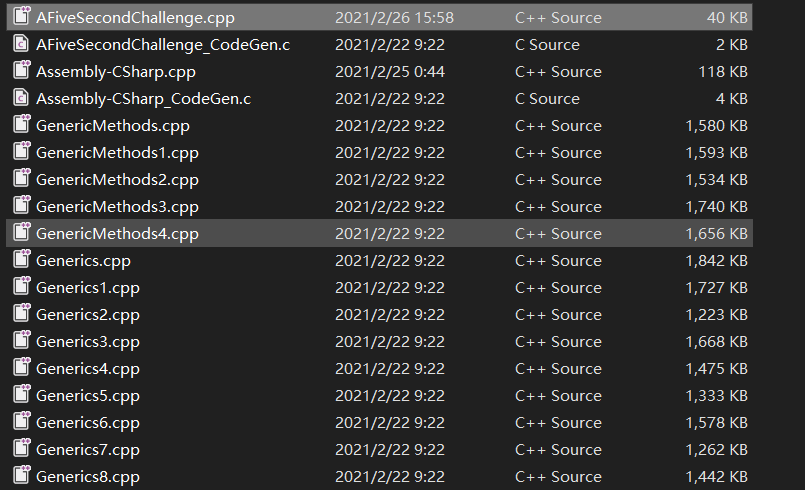 AFiveSecondChallenge.cpp 2021/2/26 15:58 C++ Source 40 KB
AFiveSecondChallenge_CodeGen.c 2021/2/22 9:22 C Source 2 KB
Assembly-CSharp.cpp 2021/2/25 0:44 C++ Source 118 KB
Assembly-CSharp_CodeGen.c 2021/2/22 9:22 C Source 4 KB
GenericMethods.cpp 2021/2/22 9:22 C++ Source 1,580 KB
GenericMethods1.cpp 2021/2/22 9:22 C++ Source 1,593 KB
GenericMethods2.cpp 2021/2/22 9:22 C++ Source 1,534 KB
GenericMethods3.cpp 2021/2/22 9:22 C++ Source 1,740 KB
GenericMethods4.cpp 2021/2/22 9:22 C++ Source 1,656 KB
Generics.cpp 2021/2/22 9:22 C++ Source 1,842 KB
Generics1.cpp 2021/2/22 9:22 C++ Source 1,727 KB
Generics2.cpp 2021/2/22 9:22 C++ Source 1,223 KB
Generics3.cpp 2021/2/22 9:22 C++ Source 1,668 KB
Generics4.cpp 2021/2/22 9:22 C++ Source 1,475 KB
Generics5.cpp 2021/2/22 9:22 C++ Source 1,333 KB
Generics6.cpp 2021/2/22 9:22 C++ Source 1,578 KB
Generics7.cpp 2021/2/22 9:22 C++ Source 1,262 KB
Generics8.cpp 2021/2/22 9:22 C++ Source 1,442 KB